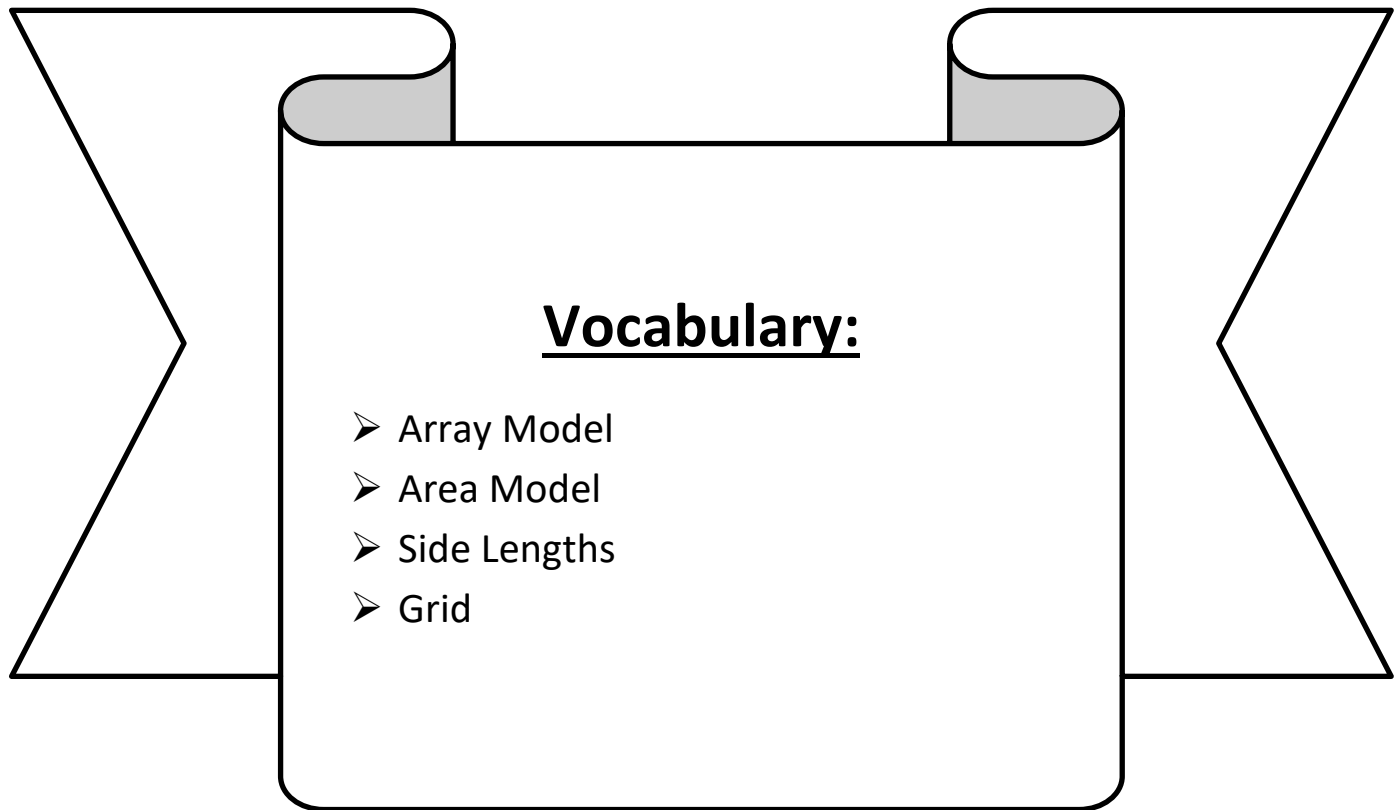 Vocabulary:
➢ Array Model
➢ Area Model
➢ Side Lengths
➢ Grid